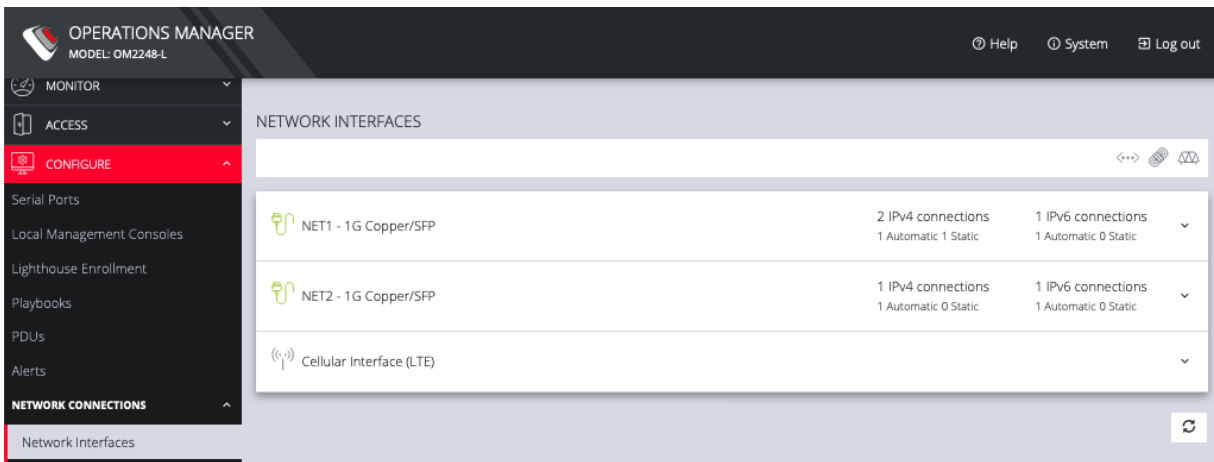 OPERATIONS MANAGER
MODEL: OM2248-L
Help
System
Log out
MONITOR
ACCESS
CONFIGURE
Serial Ports
Local Management Consoles
Lighthouse Enrollment
Playbooks
PDUs
Alerts
NETWORK CONNECTIONS
Network Interfaces
NETWORK INTERFACES
NET1 - 1G Copper/SFP
2 IPv4 connections
1 Automatic 1 Static
1 IPv6 connections
1 Automatic 0 Static
NET2 - 1G Copper/SFP
1 IPv4 connections
1 Automatic 0 Static
1 IPv6 connections
1 Automatic 0 Static
Cellular Interface (LTE)